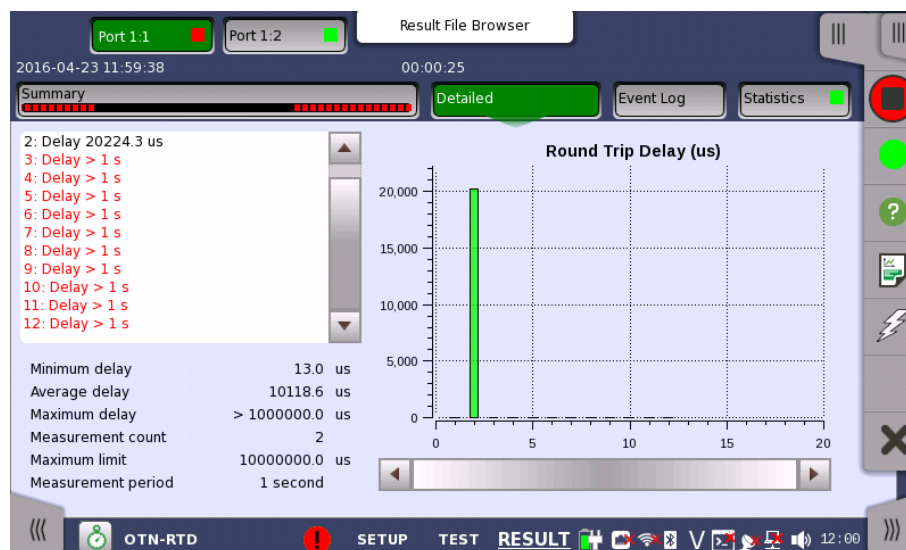 Result File Browser
Port 1:1
Port 1:2
2016-04-23 11:59:38
00:00:25
Summary
Detailed
Event Log
Statistics
2: Delay 20224.3 us
3: Delay > 1 s
4: Delay > 1 s
5: Delay > 1 s
6: Delay > 1 s
7: Delay > 1 s
8: Delay > 1 s
9: Delay > 1 s
10: Delay > 1 s
11: Delay > 1 s
12: Delay > 1 s
Minimum delay 13.0 us
Average delay 10118.6 us
Maximum delay > 1000000.0 us
Measurement count 2
Maximum limit 10000000.0 us
Measurement period 1 second
Round Trip Delay (us)
20,000
15,000
10,000
5,000
0
0 5 10 15 20
OTN-RTD
SETUP TEST RESULT V 12:00